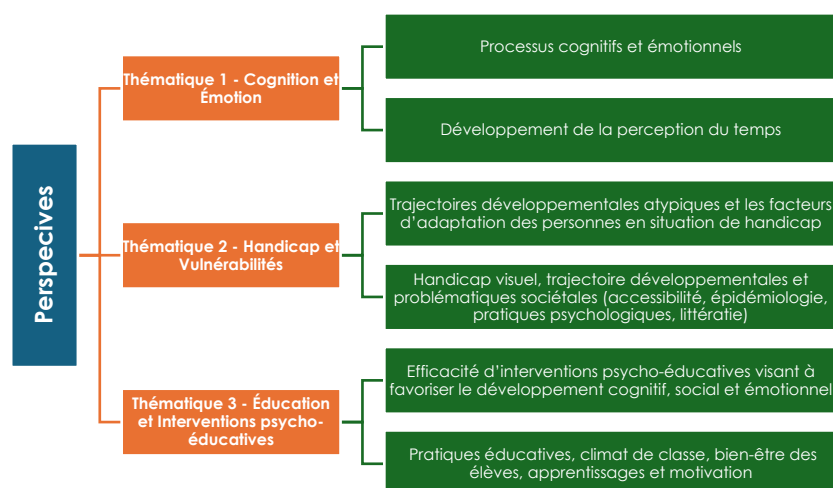 Perspecives
Thématique 1 - Cognition et
Émotion
Processus cognitifs et émotionnels
Développement de la perception du temps
Thématique 2 - Handicap et
Vulnérabilités
Trajectoires développementales atypiques et les facteurs
d’adaptation des personnes en situation de handicap
Handicap visuel, trajectoire développementales et
problématiques sociétales (accessibilité, épidémiologie,
pratiques psychologiques, littératie)
Thématique 3 - Éducation
et Interventions psycho-
éducatives
Efficacité d’interventions psycho-éducatives visant à
favoriser le développement cognitif, social et émotionnel
Pratiques éducatives, climat de classe, bien-être des
élèves, apprentissages et motivation